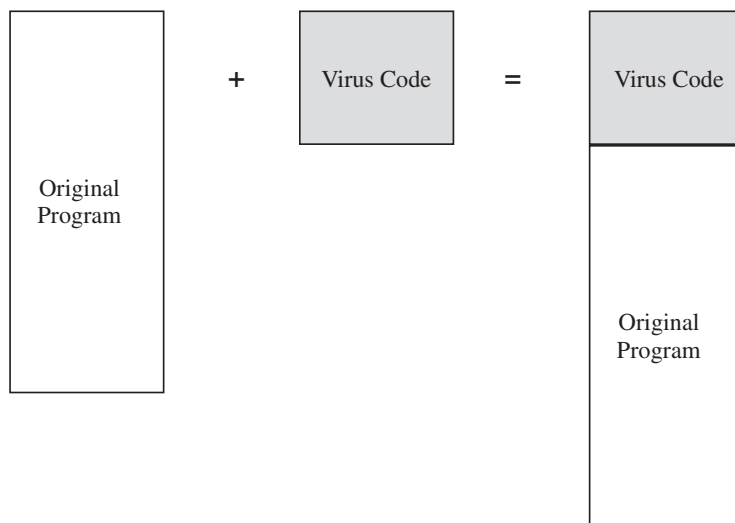 Original
Program
+
Virus Code
=
Virus Code
Original
Program